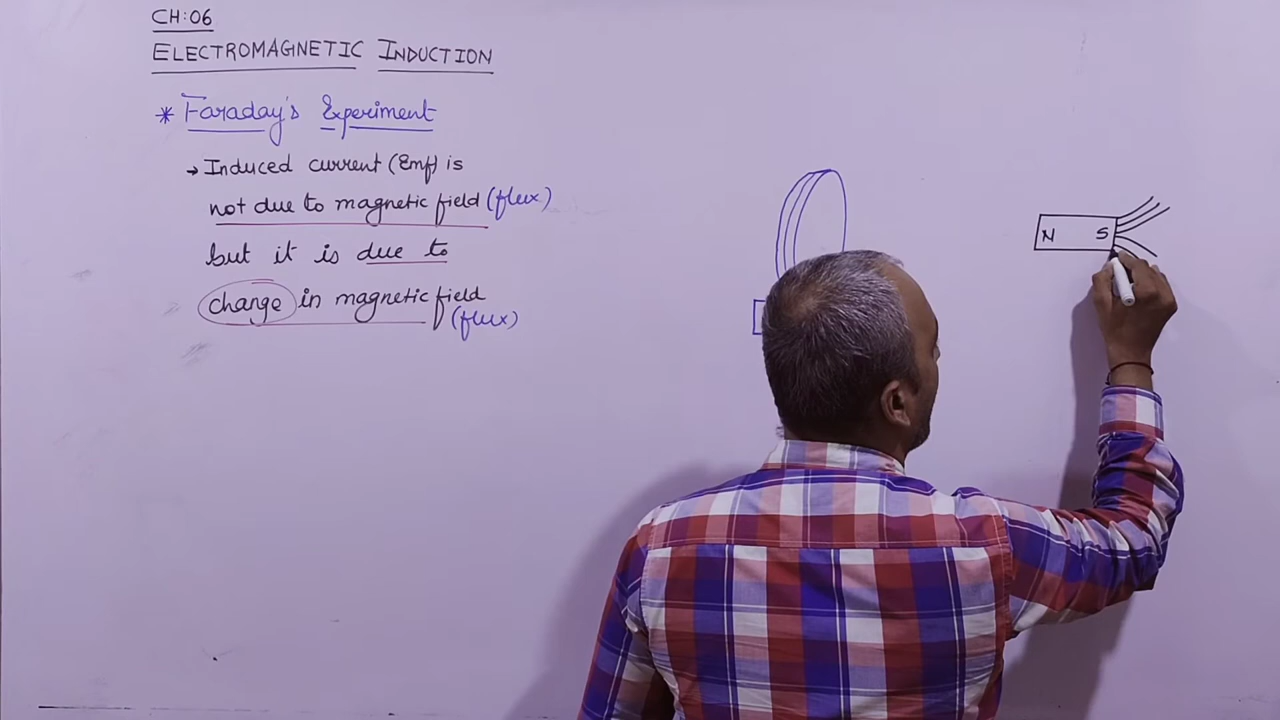 CH:06
ELECTROMAGNETIC INDUCTION
* Faraday's Experiment
→ Induced current (Emf) is
not due to magnetic field (flux)
but it is due to
change in magnetic field
(flux)
N S